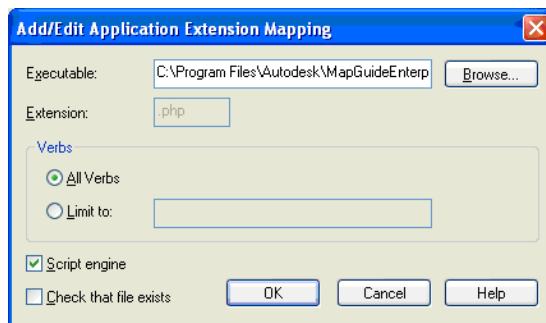 Add/Edit Application Extension Mapping
Executable: C:\Program Files\Autodesk\MapGuideEnterp Browse...
Extension: .php
Verbs
All Verbs
Limit to:
Script engine
Check that file exists OK Cancel Help